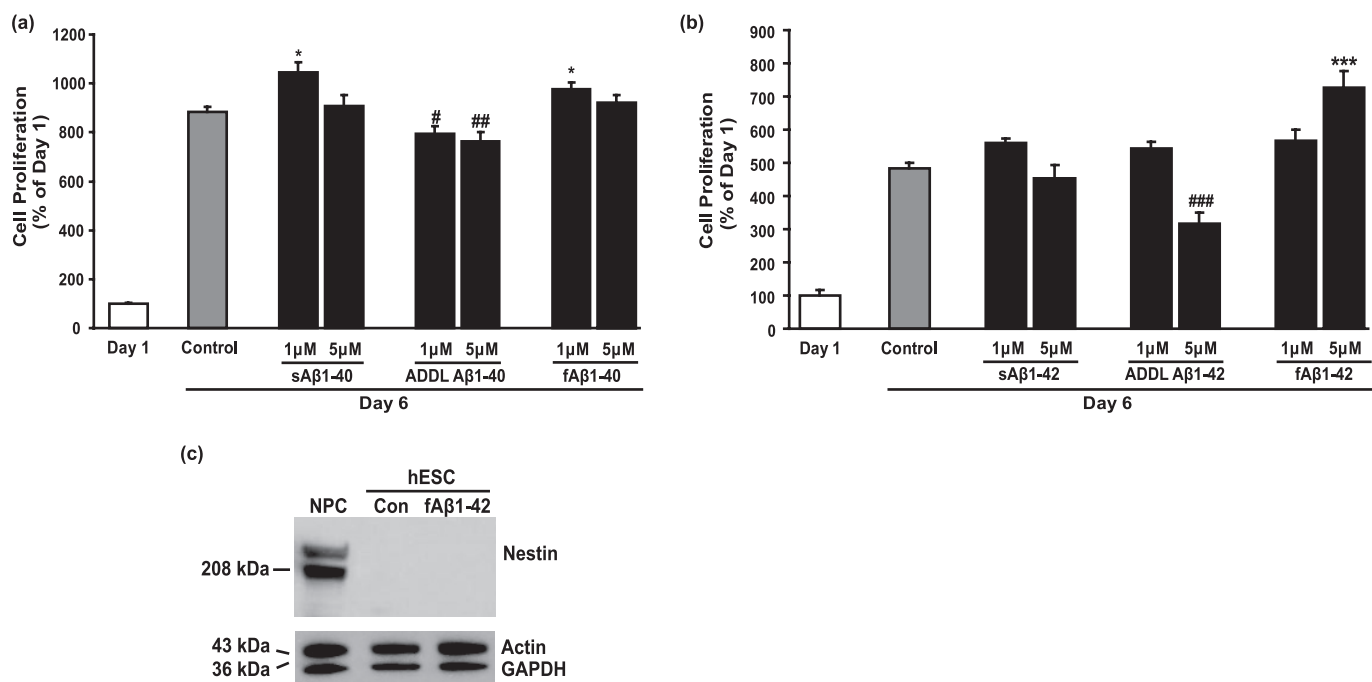 (a)
Cell Proliferation
(% of Day 1)
1200
1000
800
600
400
200
0
*
#
##
*
Day 1
Control
1μM 5μM
1μM 5μM
1μM 5μM
sAβ1-40
ADDL Aβ1-40
fAβ1-40
Day 6
(b)
Cell Proliferation
(% of Day 1)
900
800
700
600
500
400
300
200
100
0
###
***
Day 1
Control
1μM 5μM
1μM 5μM
1μM 5μM
sAβ1-42
ADDL Aβ1-42
fAβ1-42
Day 6
(c)
hESC
NPC Con fAβ1-42
Nestin
208 kDa
43 kDa
Actin
36 kDa
GAPDH